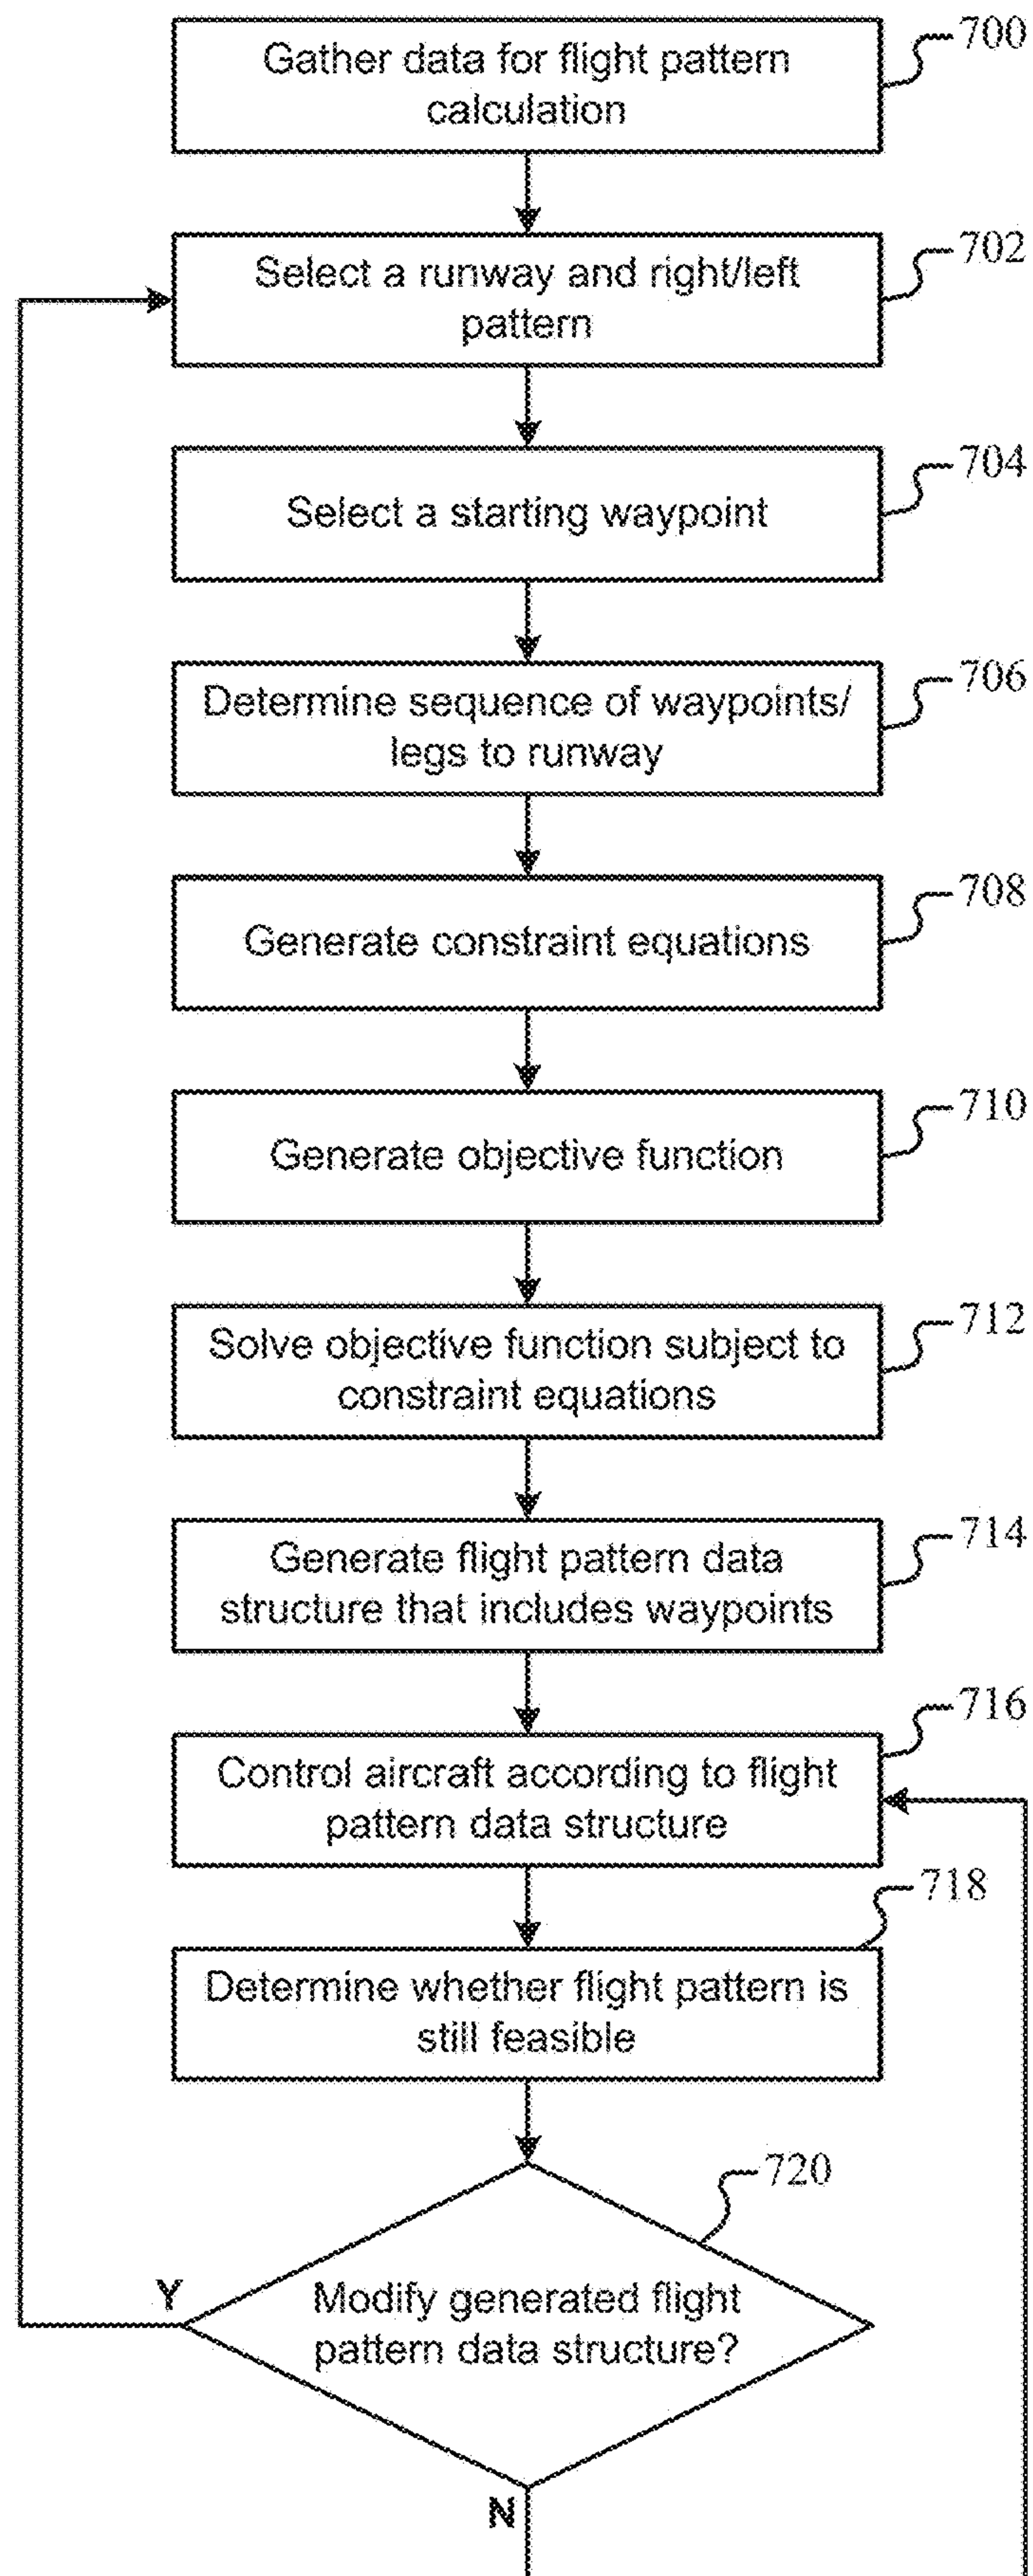 700
Gather data for flight pattern
calculation
702
Select a runway and right/left
pattern
704
Select a starting waypoint
706
Determine sequence of waypoints/
legs to runway
708
Generate constraint equations
710
Generate objective function
712
Solve objective function subject to
constraint equations
714
Generate flight pattern data
structure that includes waypoints
716
Control aircraft according to flight
pattern data structure
718
Determine whether flight pattern is
still feasible
720
Y
Modify generated flight
pattern data structure?
N